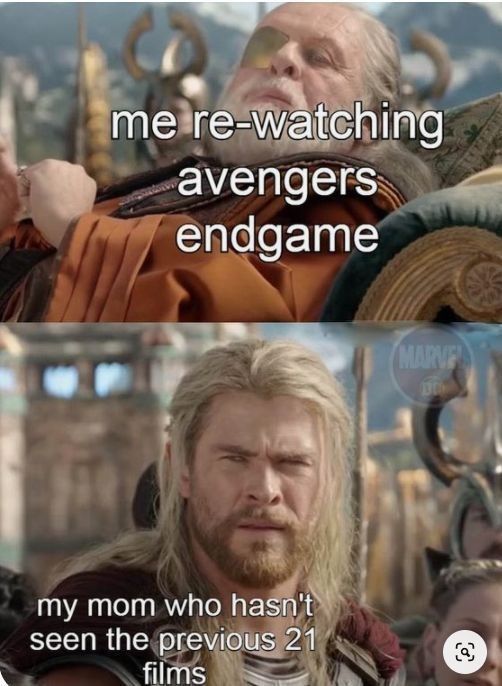 me re-watching
avengers
endgame
MARVEL
my mom who hasn't
seen the previous 21
films